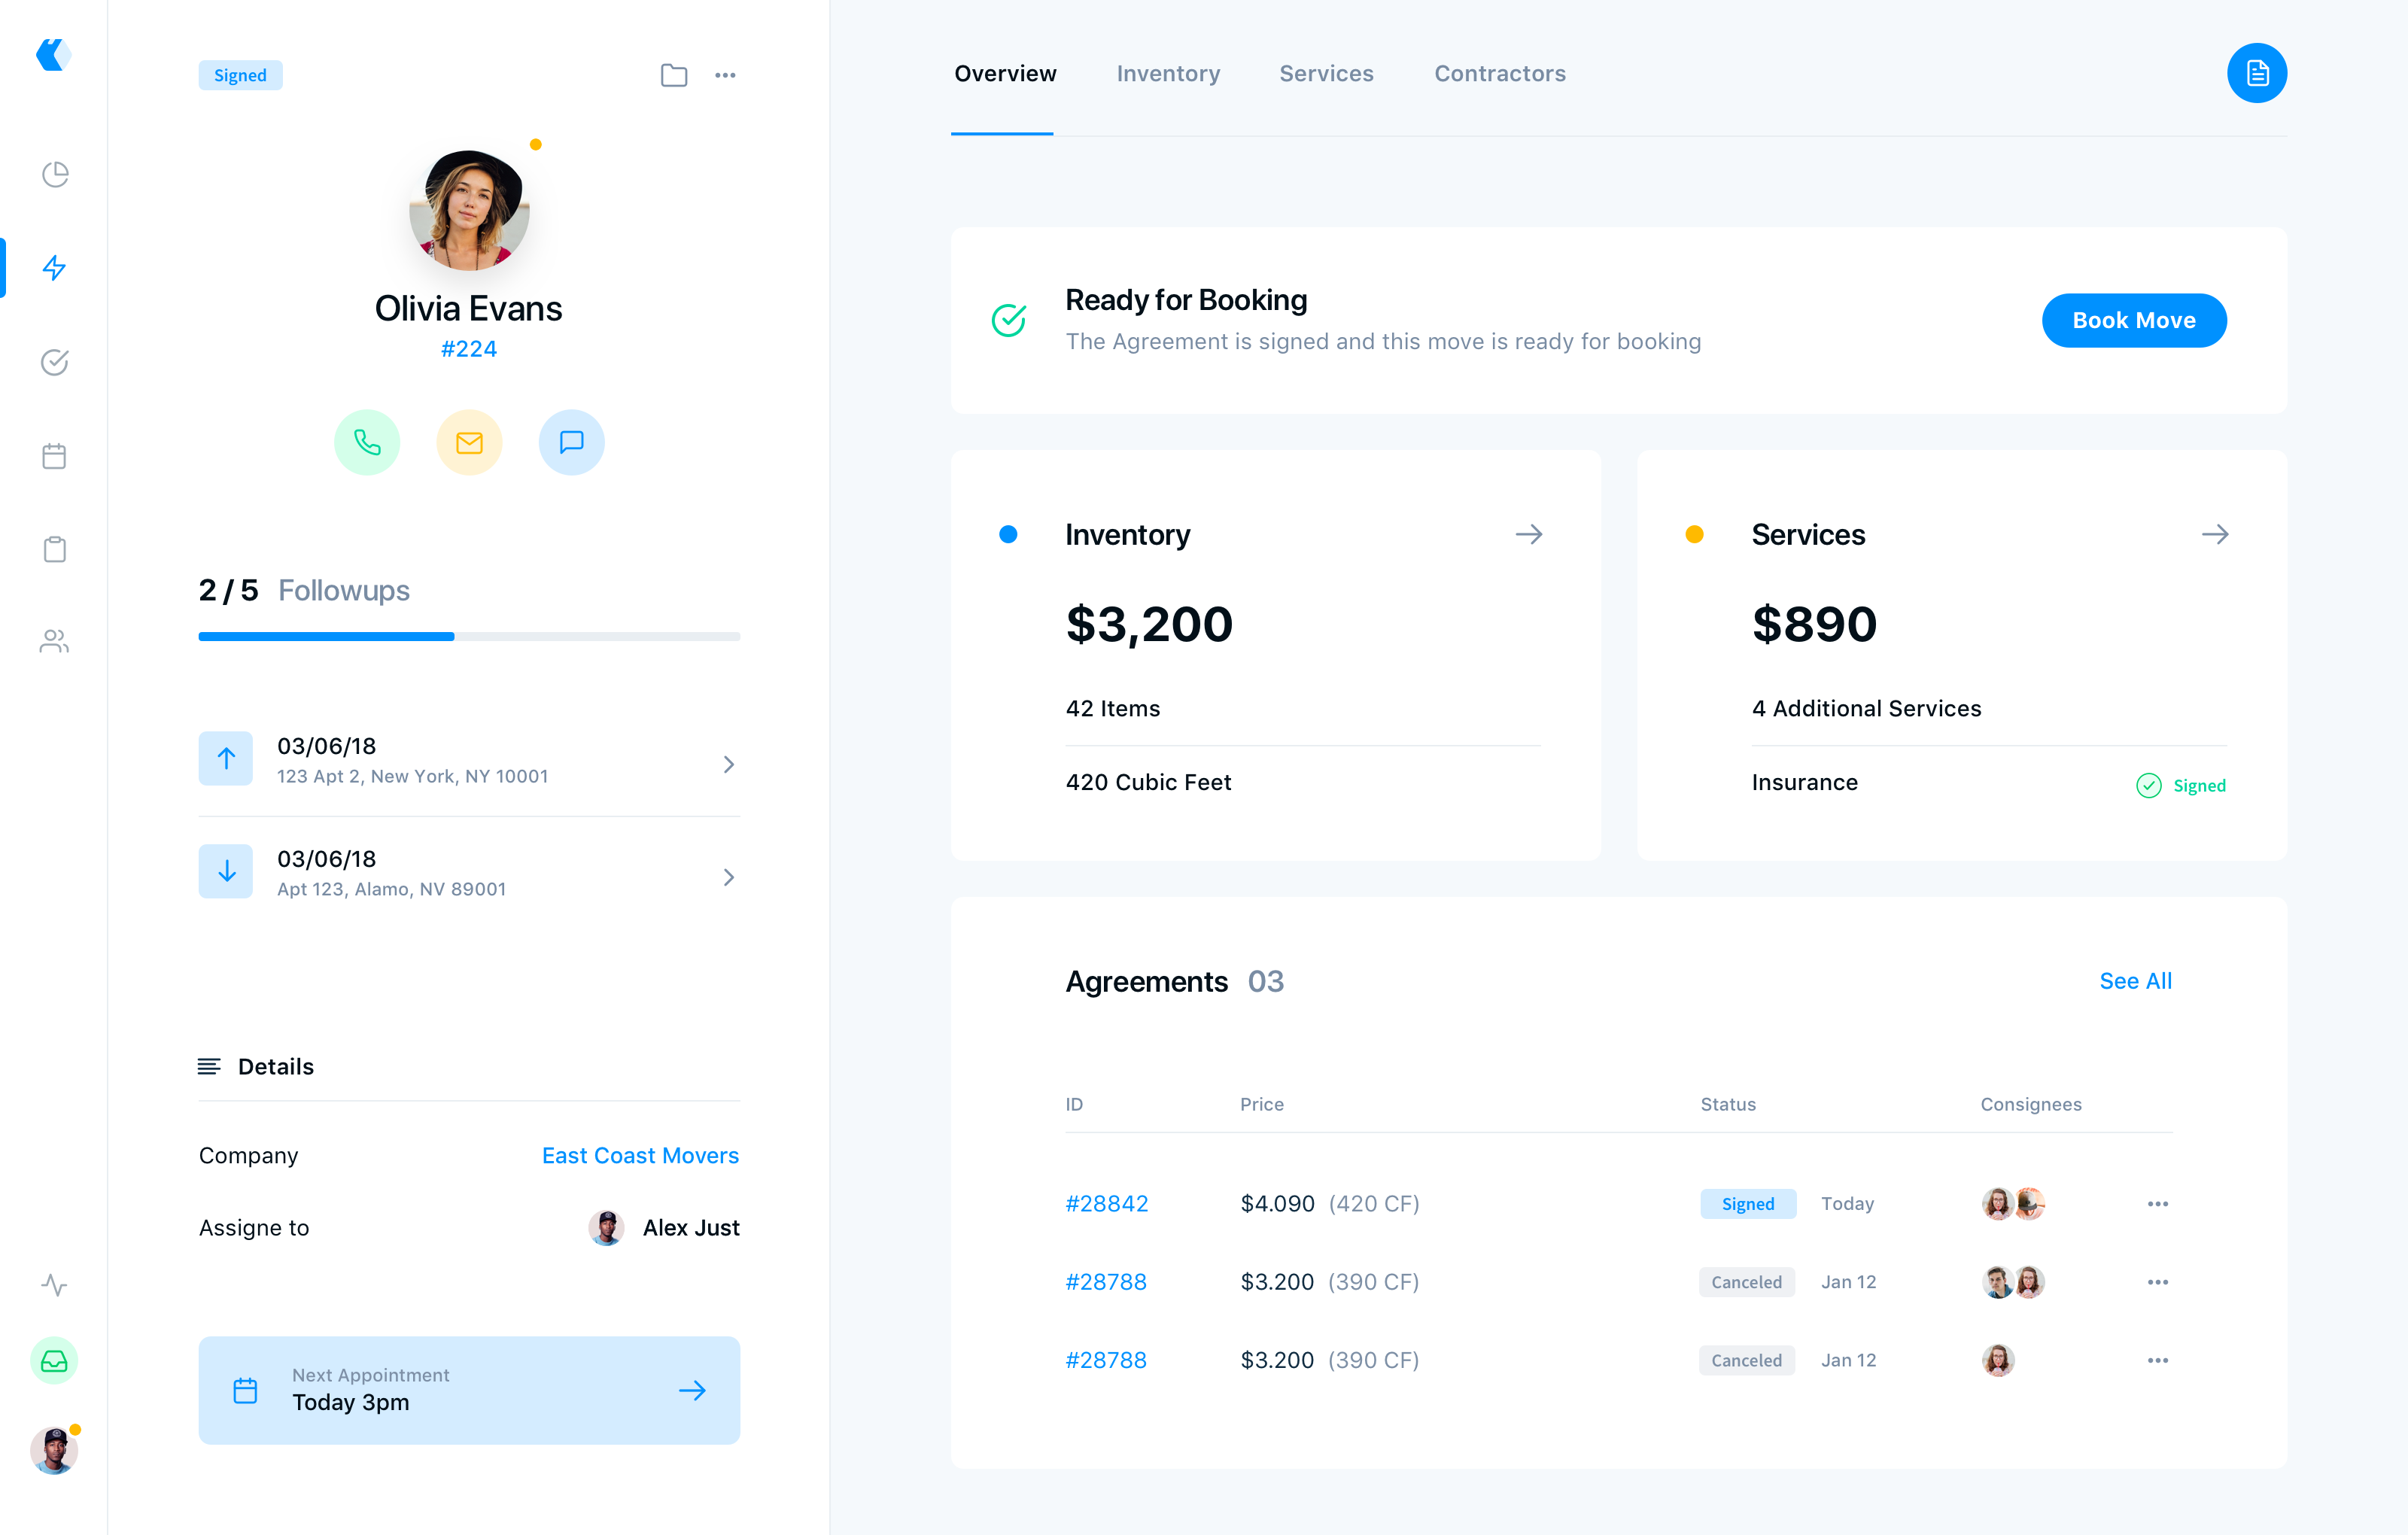 Signed
Olivia Evans
#224
2 / 5 Followups
03/06/18
123 Apt 2, New York, NY 10001
03/06/18
Apt 123, Alamo, NV 89001
Details
Company East Coast Movers
Assigne to Alex Just
Next Appointment
Today 3pm
Overview Inventory Services Contractors
Ready for Booking
The Agreement is signed and this move is ready for booking
Book Move
Inventory
$3,200
42 Items
420 Cubic Feet
Services
$890
4 Additional Services
Insurance Signed
Agreements 03 See All
ID Price Status Consignees
#28842 $4.090 (420 CF) Signed Today
#28788 $3.200 (390 CF) Canceled Jan 12
#28788 $3.200 (390 CF) Canceled Jan 12